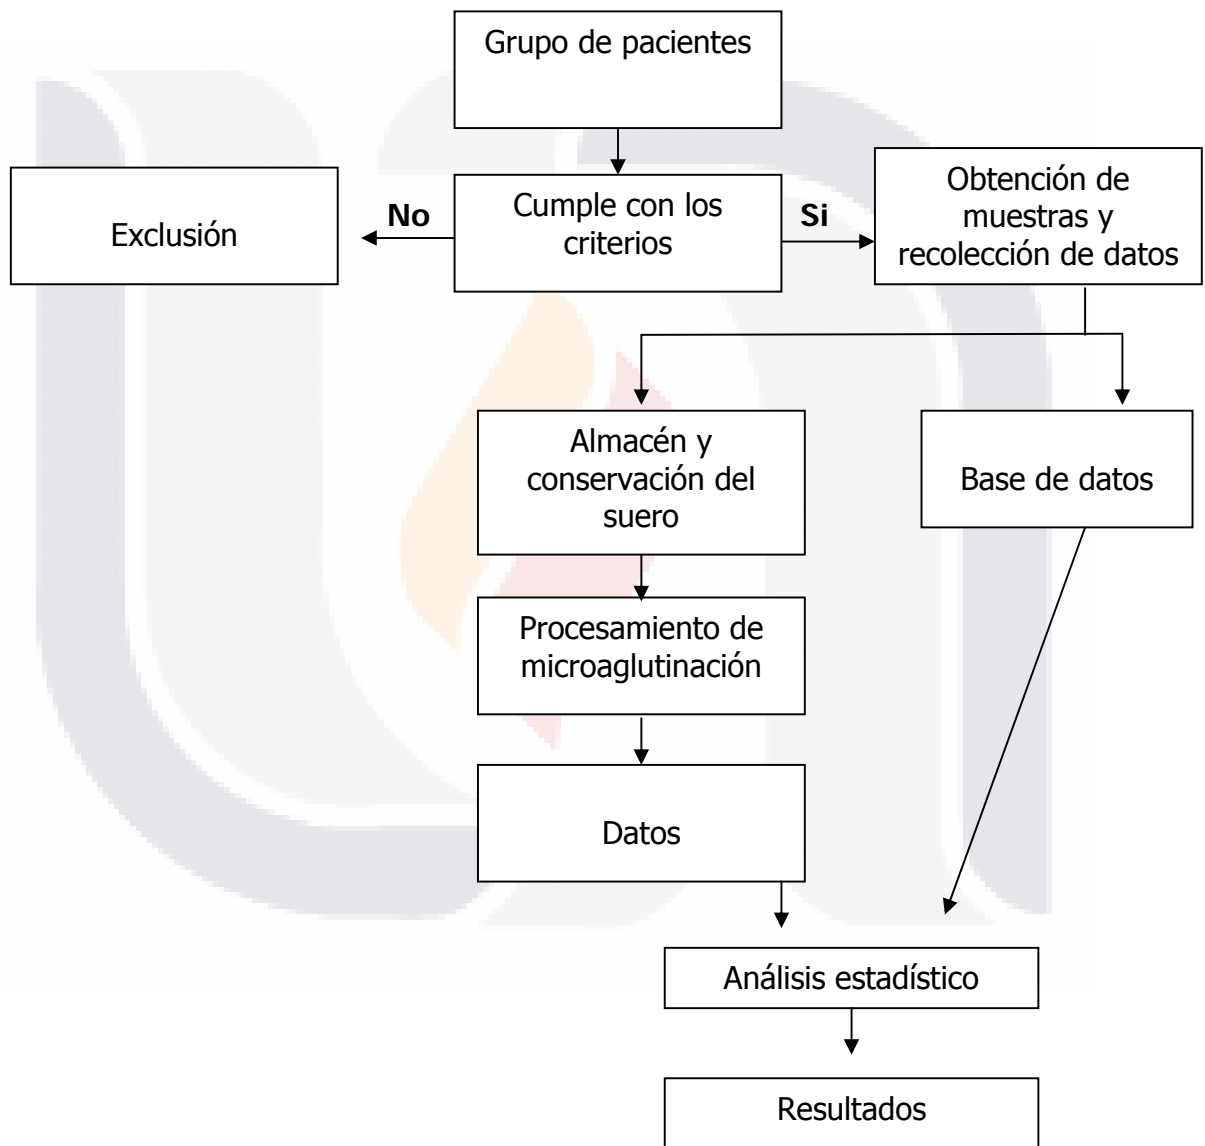 Grupo de pacientes
Exclusión
No
Cumple con los
criterios
Si
Obtención de
muestras y
recolección de datos
Almacén y
conservación del
suero
Base de datos
Procesamiento de
microaglutinación
Datos
Análisis estadístico
Resultados